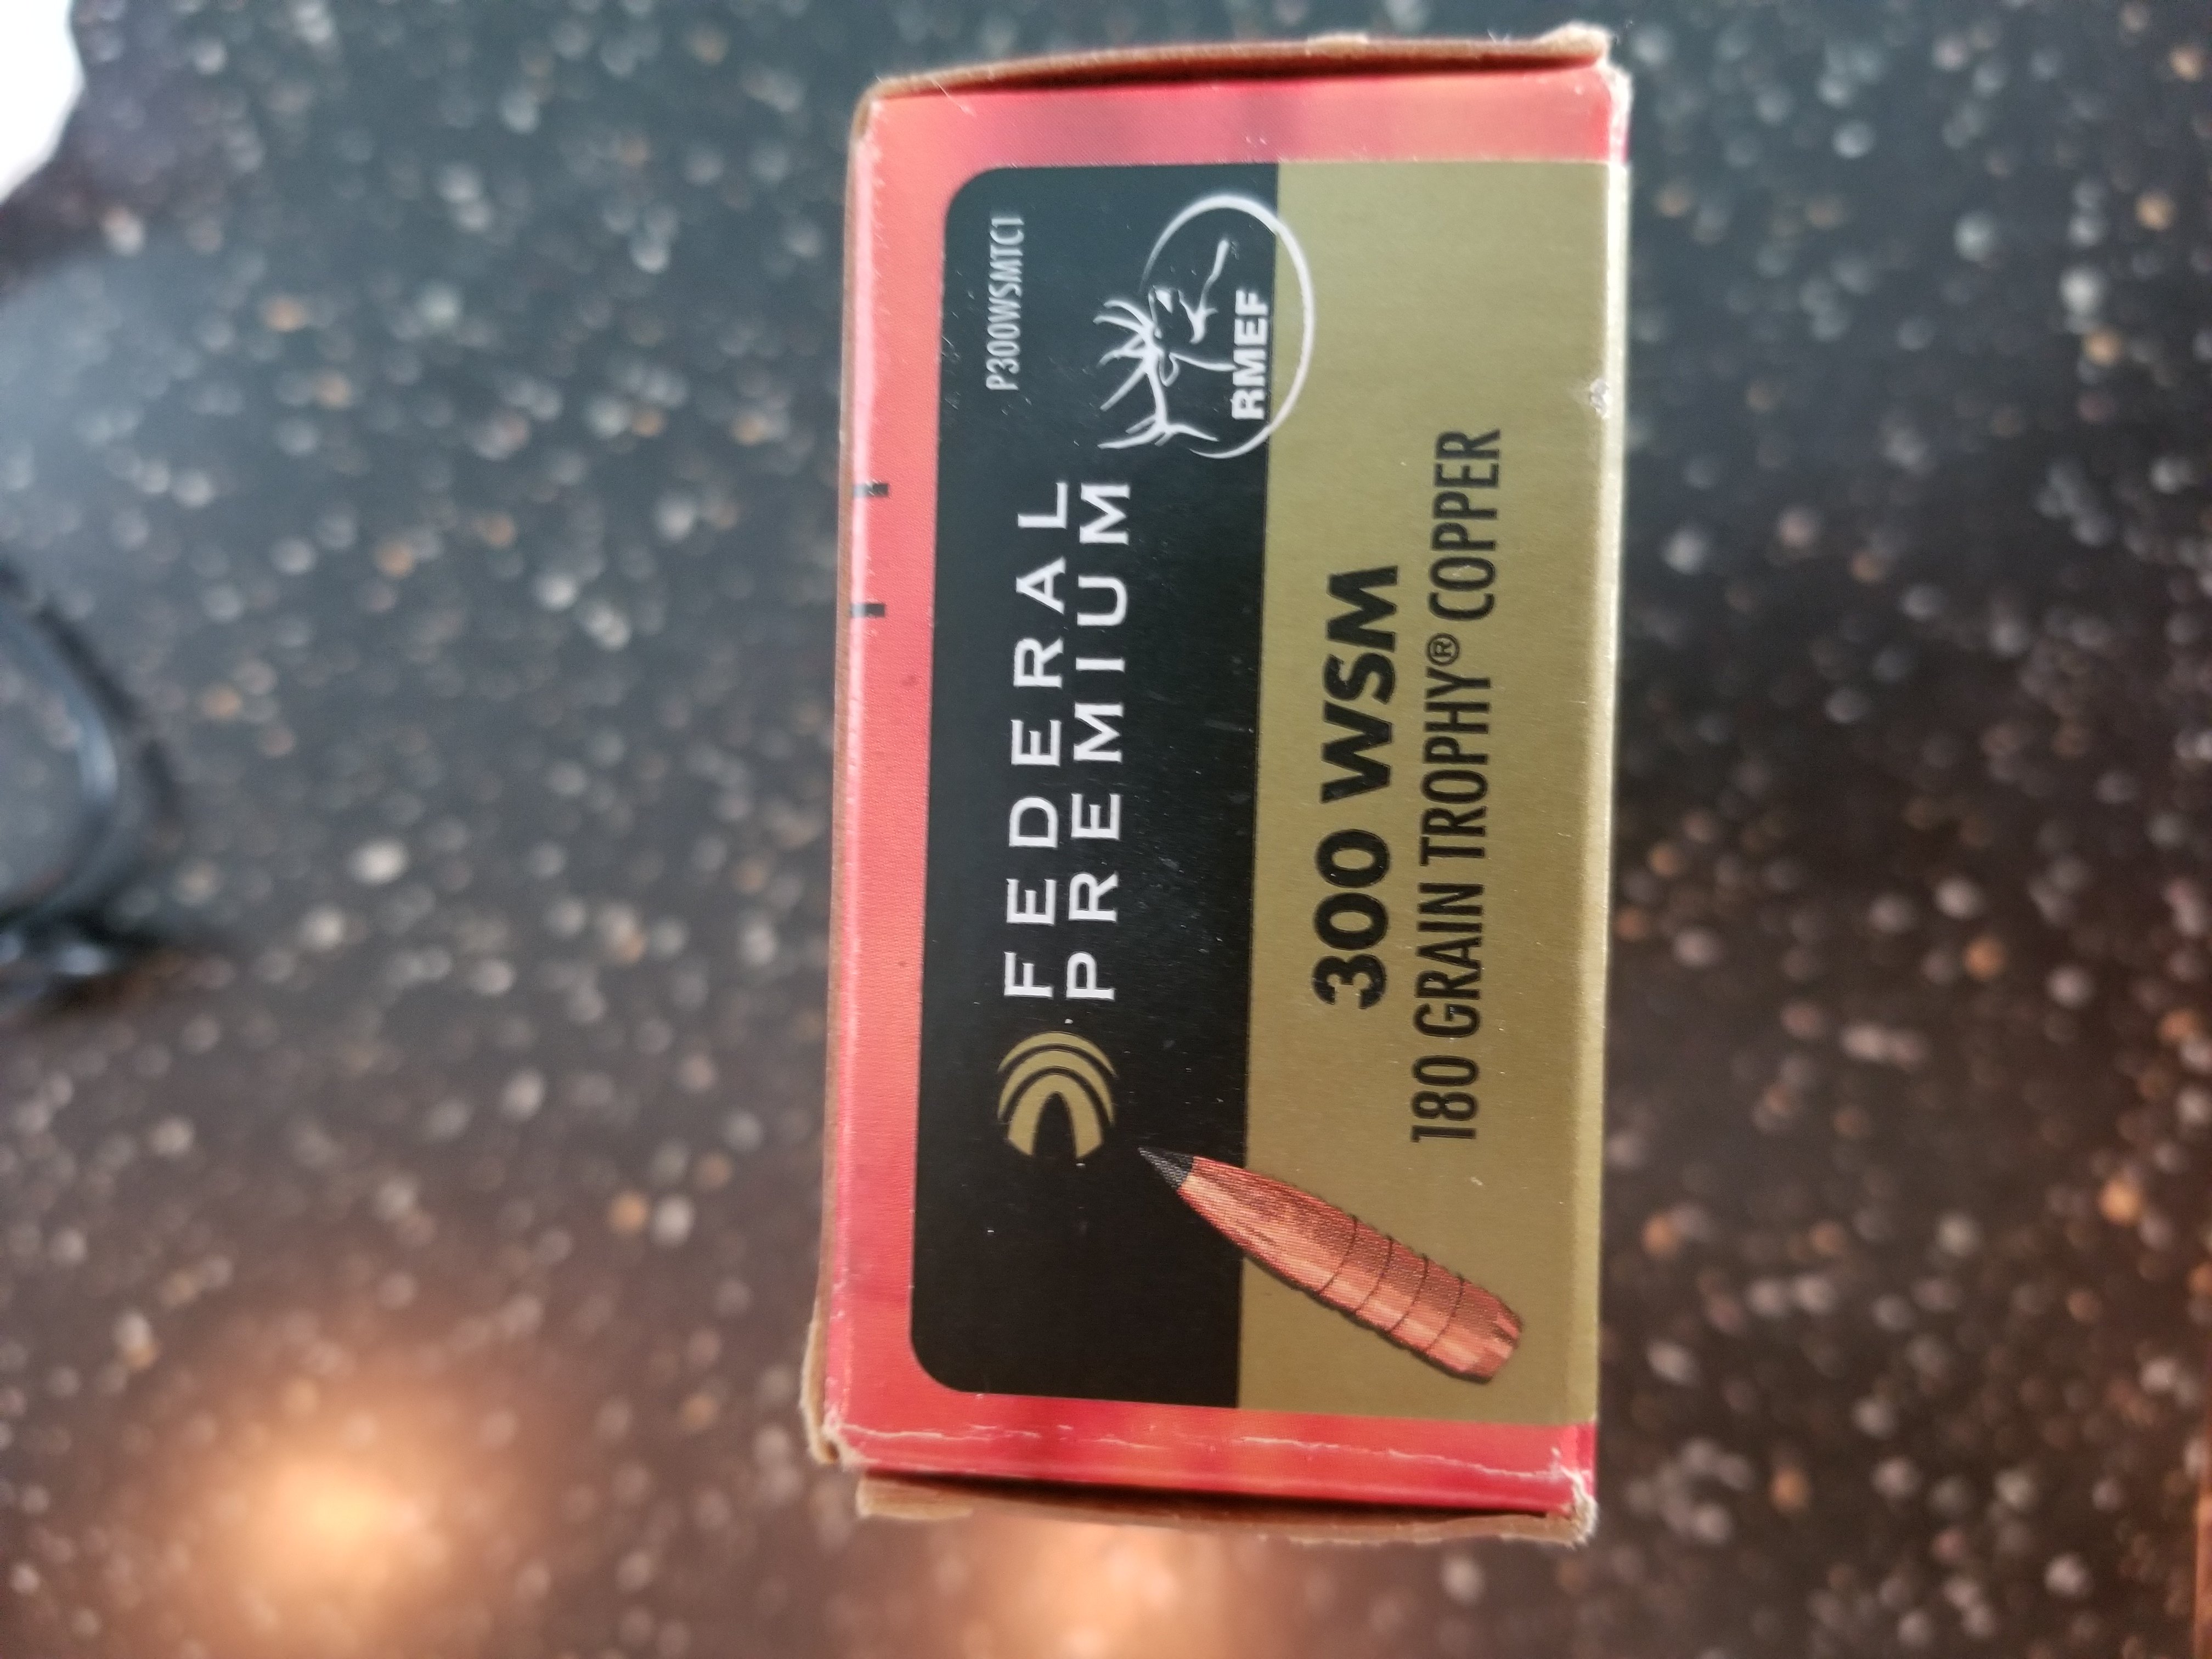 P300WSMTC1
FEDERAL
PREMIUM
RMEF
300 WSM
180 GRAIN TROPHY® COPPER